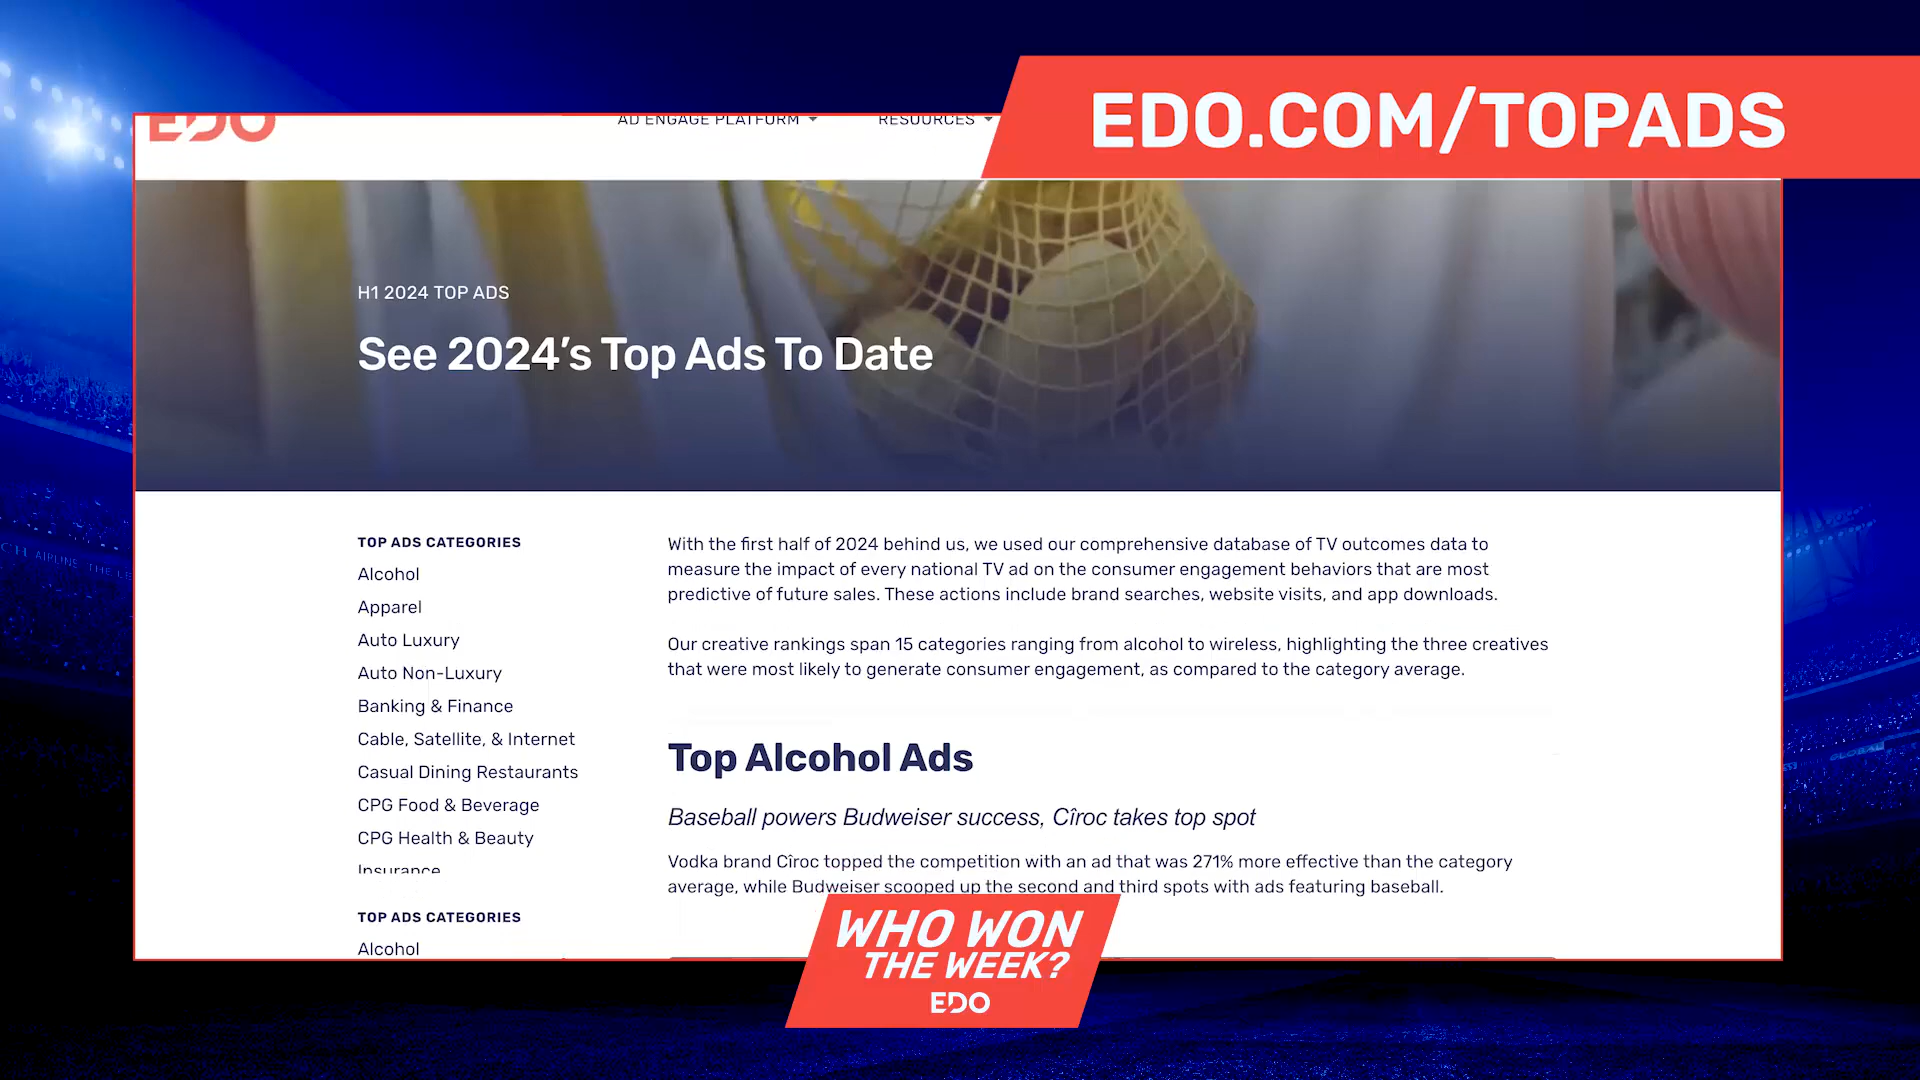 EDO.COM/TOPADS
EDO
AD ENGAGE PLATFORM
RESOURCES
H1 2024 TOP ADS
See 2024’s Top Ads To Date
TOP ADS CATEGORIES
Alcohol
Apparel
Auto Luxury
Auto Non-Luxury
Banking & Finance
Cable, Satellite, & Internet
Casual Dining Restaurants
CPG Food & Beverage
CPG Health & Beauty
Insurance
TOP ADS CATEGORIES
Alcohol
With the first half of 2024 behind us, we used our comprehensive database of TV outcomes data to
measure the impact of every national TV ad on the consumer engagement behaviors that are most
predictive of future sales. These actions include brand searches, website visits, and app downloads.
Our creative rankings span 15 categories ranging from alcohol to wireless, highlighting the three creatives
that were most likely to generate consumer engagement, as compared to the category average.
Top Alcohol Ads
Baseball powers Budweiser success, Cîroc takes top spot
Vodka brand Cîroc topped the competition with an ad that was 271% more effective than the category
average, while Budweiser scooped up the second and third spots with ads featuring baseball.
WHO WON
THE WEEK?
EDO